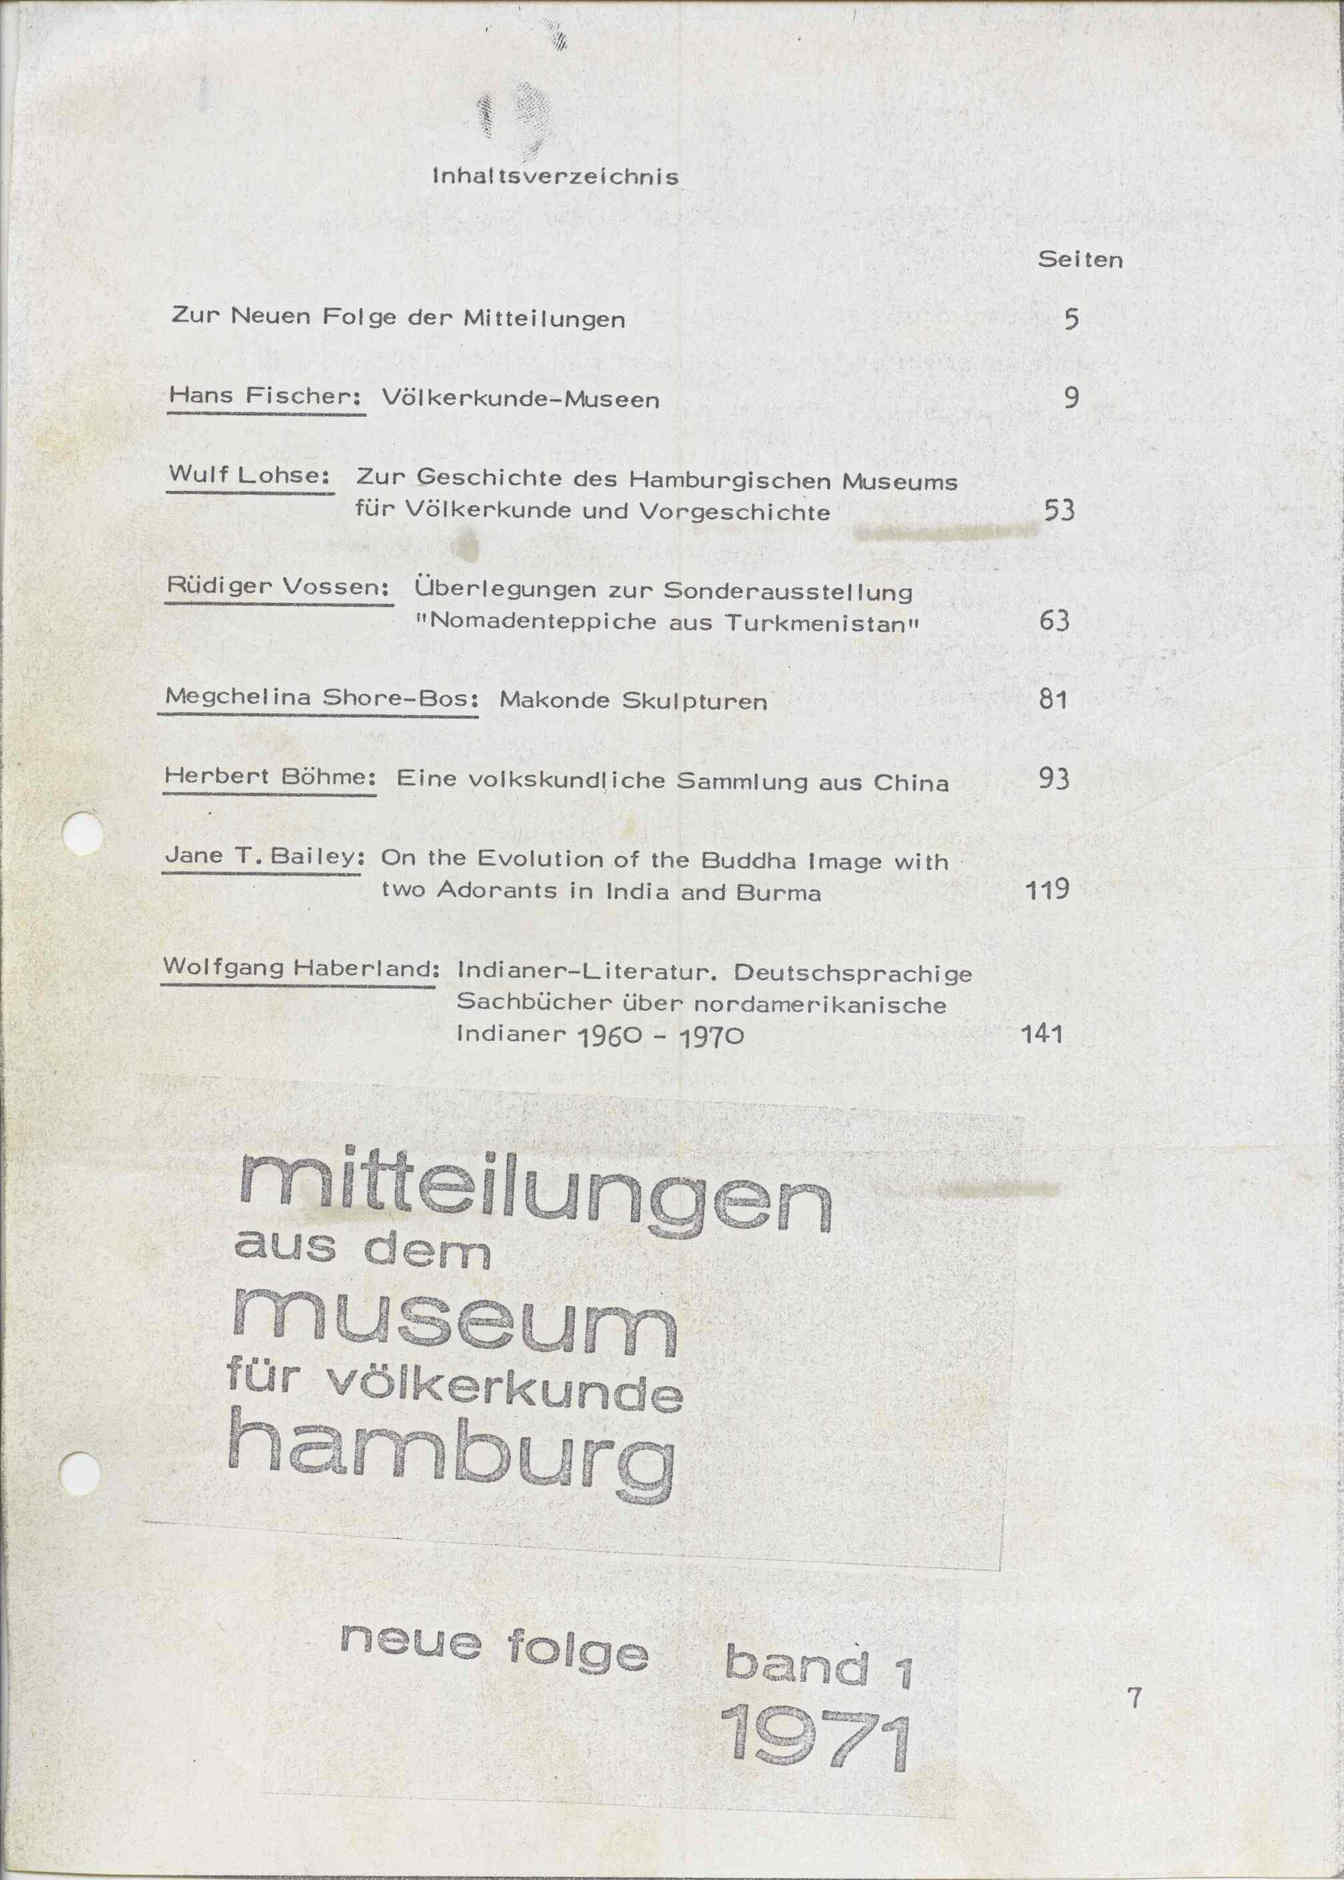 Inhaltsverzeichnis
Seiten
Zur Neuen Folge der Mitteilungen 5
Hans Fischer: Völkerkunde-Museen 9
Wulf Lohse: Zur Geschichte des Hamburgischen Museums
für Völkerkunde und Vorgeschichte 53
Rüdiger Vossen: Überlegungen zur Sonderausstellung
"Nomadenteppiche aus Turkmenistan" 63
Megchelina Shore-Bos: Makonde Skulpturen 81
Herbert Böhme: Eine volkskundliche Sammlung aus China 93
Jane T. Bailey: On the Evolution of the Buddha Image with
two Adorants in India and Burma 119
Wolfgang Haberland: Indianer-Literatur. Deutschsprachige
Sachbücher über nordamerikanische
Indianer 1960 - 1970 141
mitteilungen
aus dem
museum
für völkerkunde
hamburg
neue folge band 1
1971
7